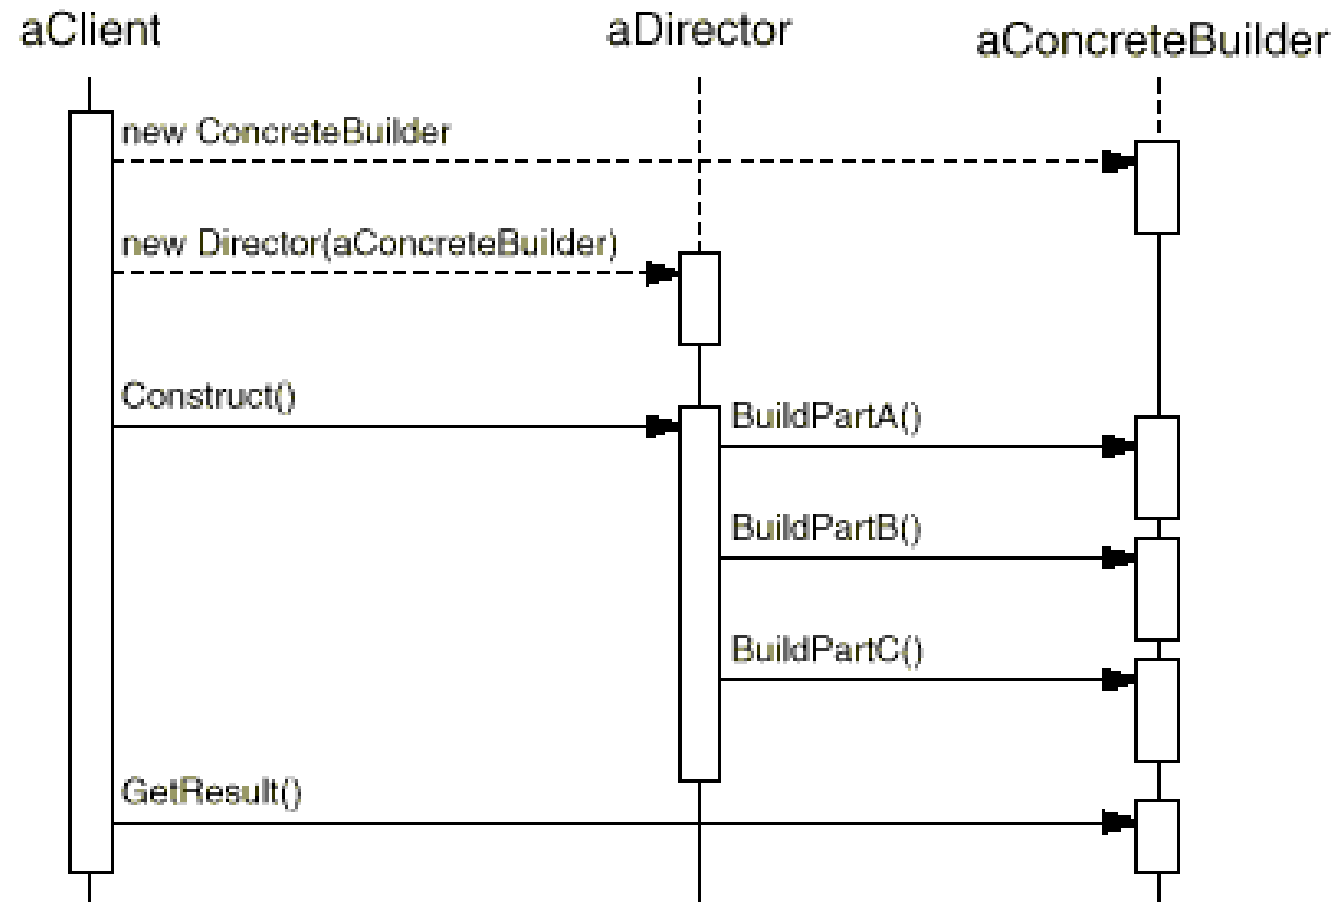 aClient
aDirector
aConcreteBuilder
new ConcreteBuilder
new Director(aConcreteBuilder)
Construct()
BuildPartA()
BuildPartB()
BuildPartC()
GetResult()